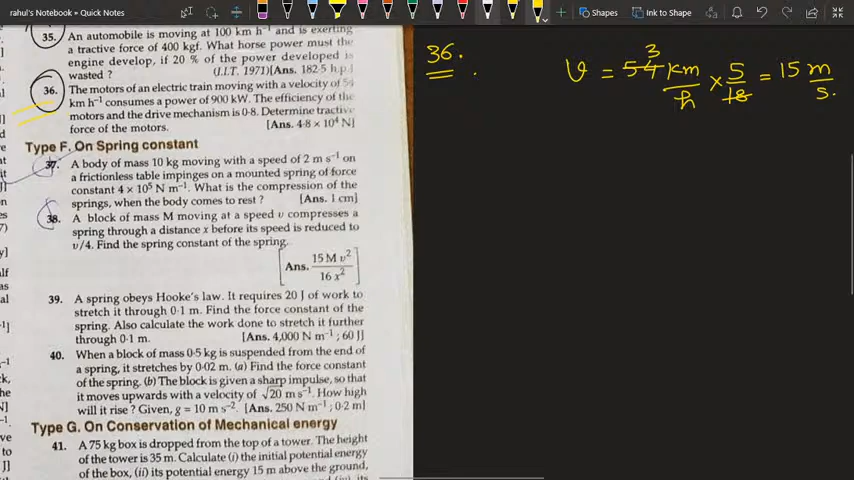 rahul's Notebook • Quick Notes
Shapes
Ink to Shape
35. An automobile is moving at 100 km h⁻¹ and is exerting
a tractive force of 400 kgf. What horse power must the
engine develop, if 20 % of the power developed is
wasted ? (I.I.T. 1971) [Ans. 182·5 h.p.]
36. The motors of an electric train moving with a velocity of 54
km h⁻¹ consumes a power of 900 kW. The efficiency of the
motors and the drive mechanism is 0·8. Determine tractive
force of the motors. [Ans. 4·8 × 10⁴ N]
Type F. On Spring constant
37. A body of mass 10 kg moving with a speed of 2 m s⁻¹ on
a frictionless table impinges on a mounted spring of force
constant 4 × 10⁵ N m⁻¹. What is the compression of the
springs, when the body comes to rest ? [Ans. 1 cm]
38. A block of mass M moving at a speed υ compresses a
spring through a distance x before its speed is reduced to
υ/4. Find the spring constant of the spring.
[Ans. 15 M υ² / 16 x²]
39. A spring obeys Hooke's law. It requires 20 J of work to
stretch it through 0·1 m. Find the force constant of the
spring. Also calculate the work done to stretch it further
through 0·1 m. [Ans. 4,000 N m⁻¹ ; 60 J]
40. When a block of mass 0·5 kg is suspended from the end of
a spring, it stretches by 0·02 m. (a) Find the force constant
of the spring. (b) The block is given a sharp impulse, so that
it moves upwards with a velocity of √20 m s⁻¹. How high
will it rise ? Given, g = 10 m s⁻². [Ans. 250 N m⁻¹ ; 0·2 m]
Type G. On Conservation of Mechanical energy
41. A 75 kg box is dropped from the top of a tower. The height
of the tower is 35 m. Calculate (i) the initial potential energy
of the box, (ii) its potential energy 15 m above the ground,
36.
3
υ = 54 km/h × 5/18 = 15 m/s.